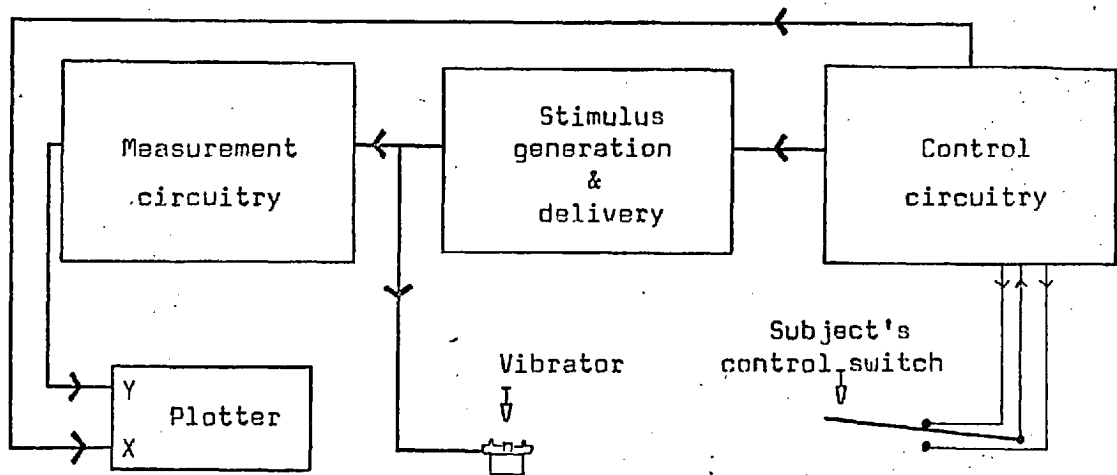 Measurement
circuitry
Stimulus
generation
&
delivery
Control
circuitry
Y
X
Plotter
Vibrator
Subject's
control switch